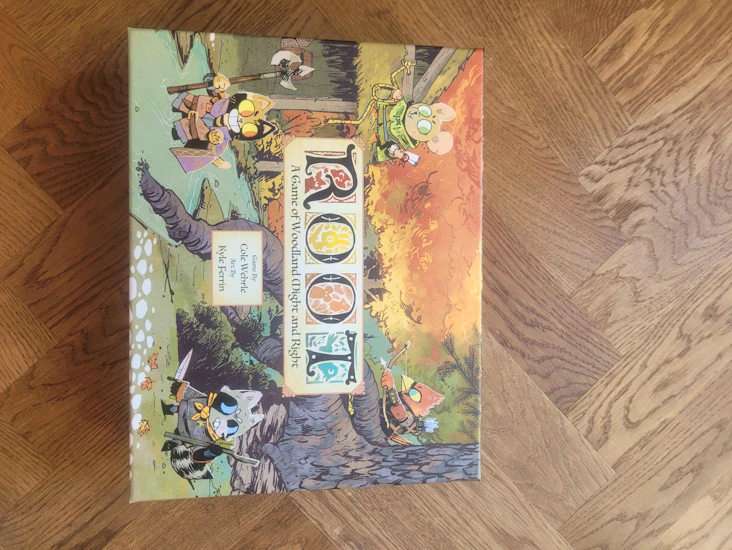 ROOT
A Game of Woodland Might and Right
Game By
Cole Wehrle
Art By
Kyle Ferrin